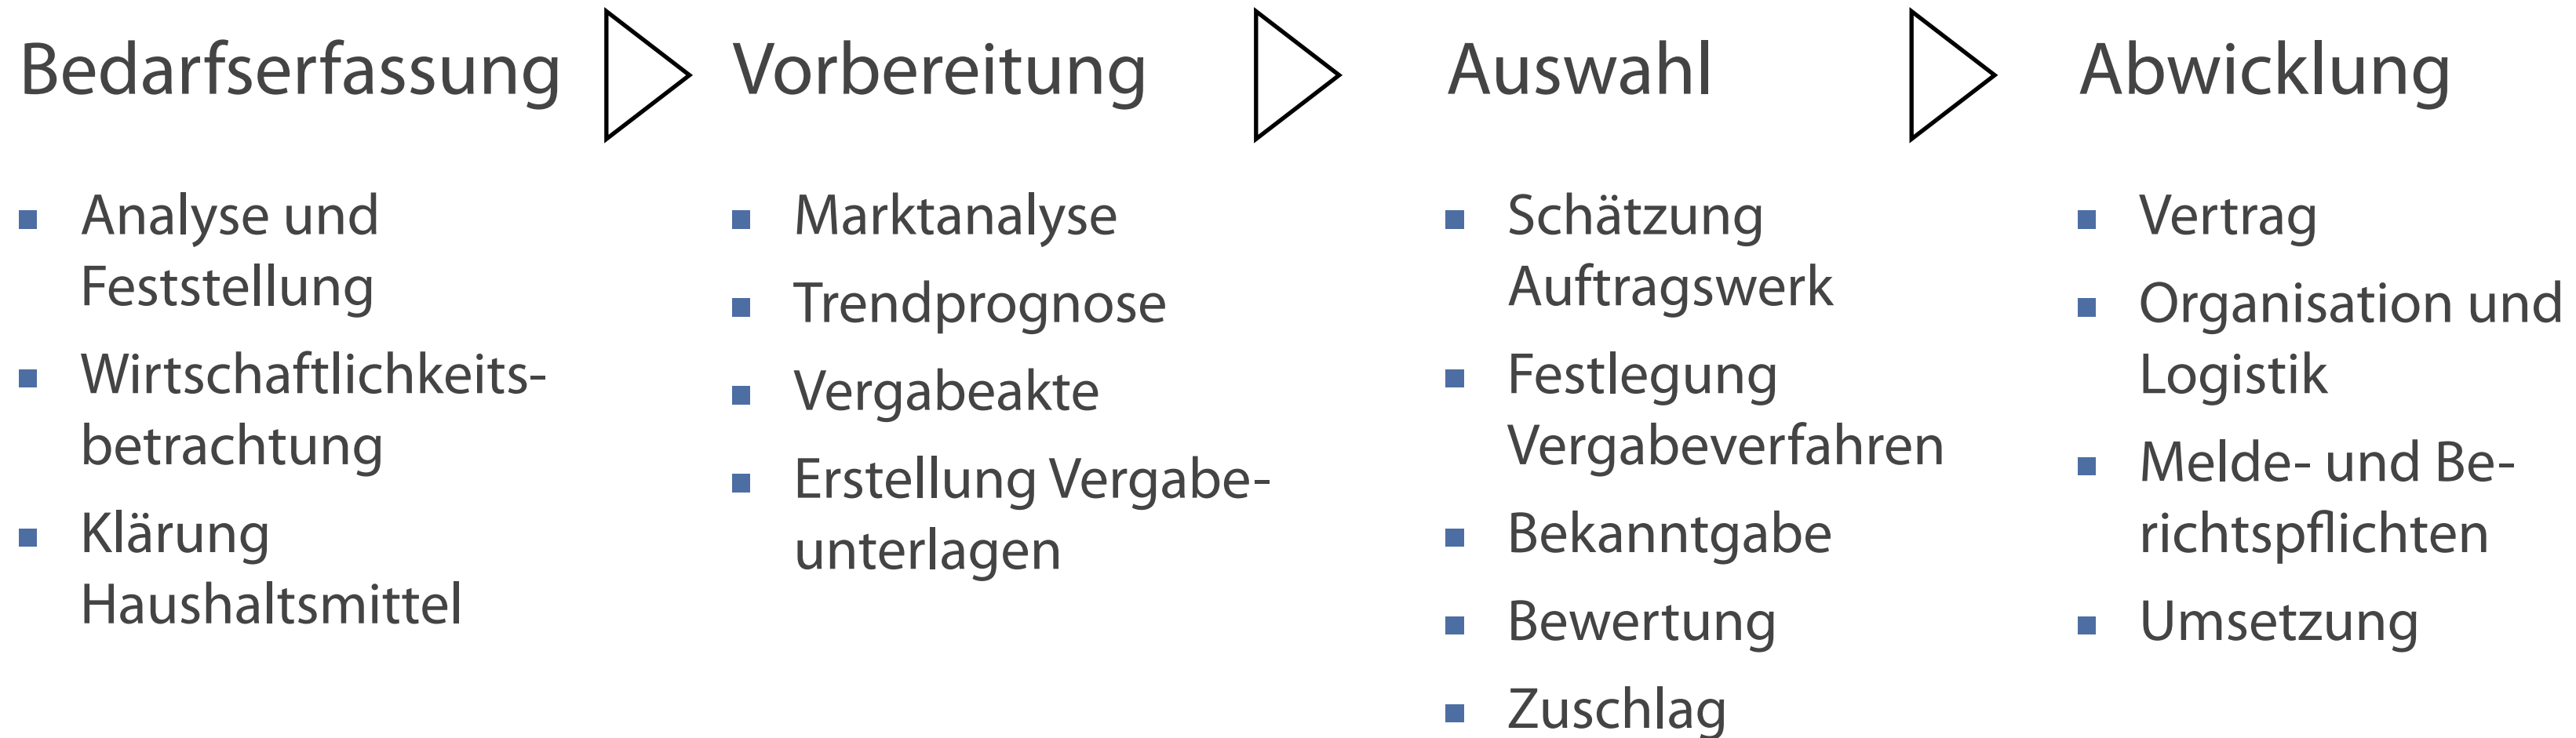 Bedarfserfassung
Analyse und
Feststellung
Wirtschaftlichkeits-
betrachtung
Klärung
Haushaltsmittel
Vorbereitung
Marktanalyse
Trendprognose
Vergabeakte
Erstellung Vergabe-
unterlagen
Auswahl
Schätzung
Auftragswerk
Festlegung
Vergabeverfahren
Bekanntgabe
Bewertung
Zuschlag
Abwicklung
Vertrag
Organisation und
Logistik
Melde- und Be-
richtspflichten
Umsetzung